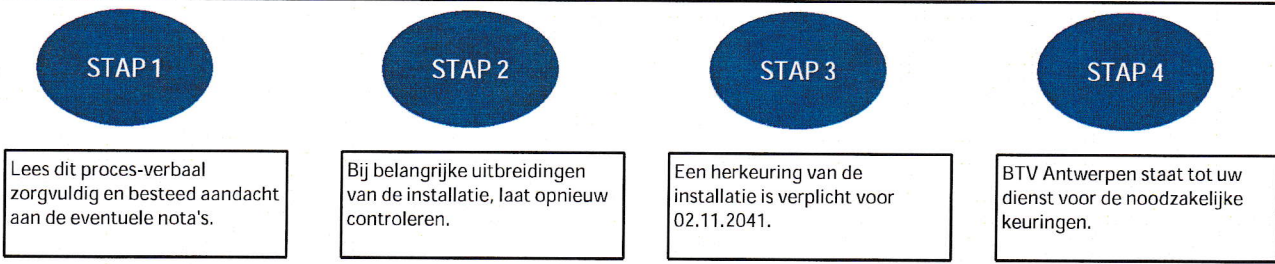 STAP 1
Lees dit proces-verbaal
zorgvuldig en besteed aandacht
aan de eventuele nota's.
STAP 2
Bij belangrijke uitbreidingen
van de installatie, laat opnieuw
controleren.
STAP 3
Een herkeuring van de
installatie is verplicht voor
02.11.2041.
STAP 4
BTV Antwerpen staat tot uw
dienst voor de noodzakelijke
keuringen.